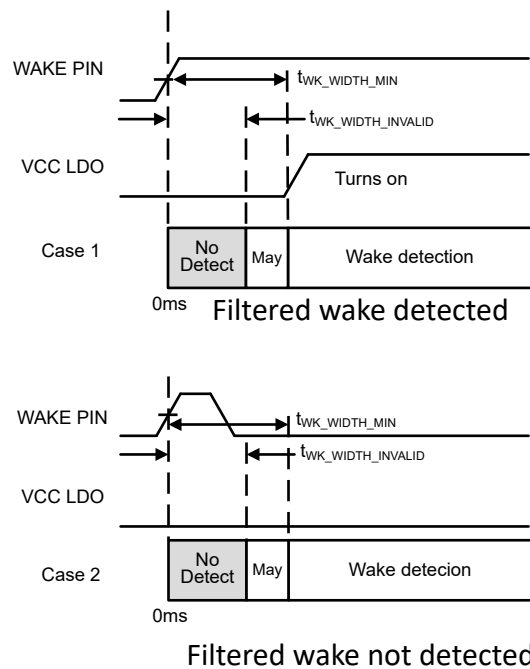 WAKE PIN
tWK_WIDTH_MIN
tWK_WIDTH_INVALID
VCC LDO
Turns on
Case 1
No
Detect
May
Wake detection
0ms
Filtered wake detected
WAKE PIN
tWK_WIDTH_MIN
tWK_WIDTH_INVALID
VCC LDO
Case 2
No
Detect
May
Wake detecion
0ms
Filtered wake not detected